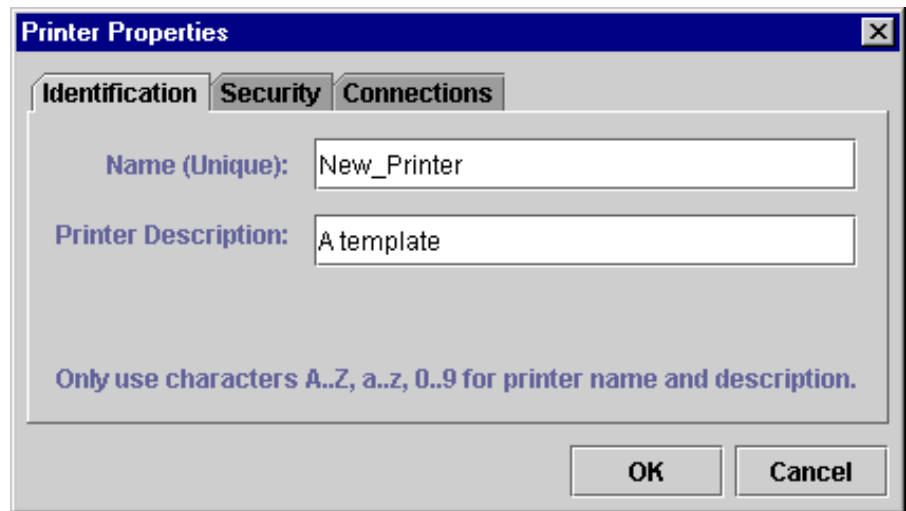 Printer Properties
Identification Security Connections
Name (Unique): New_Printer
Printer Description: A template
Only use characters A..Z, a..z, 0..9 for printer name and description.
OK Cancel